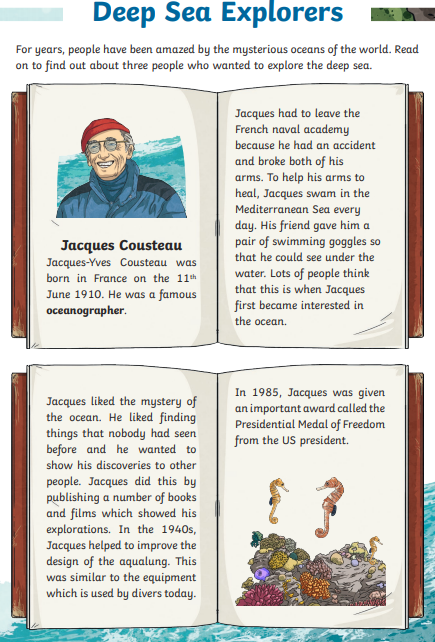 Deep Sea Explorers
For years, people have been amazed by the mysterious oceans of the world. Read
on to find out about three people who wanted to explore the deep sea.
Jacques Cousteau
Jacques-Yves Cousteau was
born in France on the 11th
June 1910. He was a famous
oceanographer.
Jacques had to leave the
French naval academy
because he had an accident
and broke both of his
arms. To help his arms to
heal, Jacques swam in the
Mediterranean Sea every
day. His friend gave him a
pair of swimming goggles so
that he could see under the
water. Lots of people think
that this is when Jacques
first became interested in
the ocean.
Jacques liked the mystery of
the ocean. He liked finding
things that nobody had seen
before and he wanted to
show his discoveries to other
people. Jacques did this by
publishing a number of books
and films which showed his
explorations. In the 1940s,
Jacques helped to improve the
design of the aqualung. This
was similar to the equipment
which is used by divers today.
In 1985, Jacques was given
an important award called the
Presidential Medal of Freedom
from the US president.